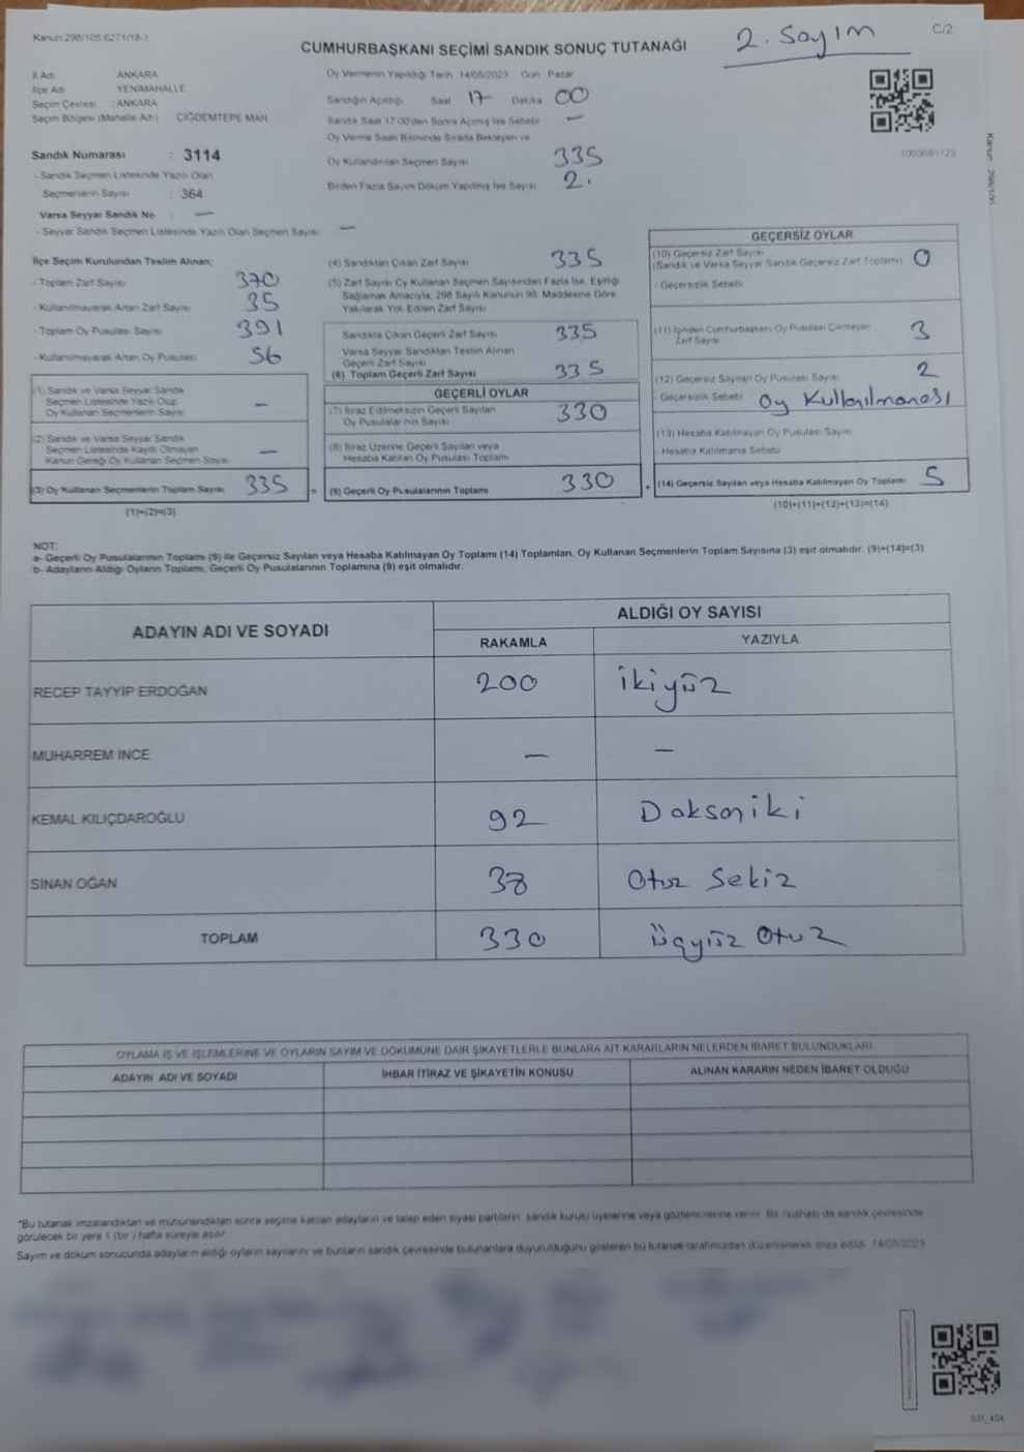 Kanun 298/105 6271/18-1
CUMHURBAŞKANI SEÇİMİ SANDIK SONUÇ TUTANAĞI
2. Sayım
C/2
İl Adı ANKARA
İlçe Adı YENİMAHALLE
Seçim Çevresi : ANKARA
Seçim Bölgesi (Mahalle Adı) ÇİĞDEMTEPE MAH.
Sandık Numarası : 3114
- Sandık Seçmen Listesinde Yazılı Olan
Seçmenlerin Sayısı : 364
Varsa Seyyar Sandık No : —
- Seyyar Sandık Seçmen Listesinde Yazılı Olan Seçmen Sayısı —
Oy Vermenin Yapıldığı Tarih 14/05/2023 Gün Pazar
Sandığın Açıldığı Saat 17 Dakika 00
Sandık Saat 17:00'den Sonra Açılmış İse Sebebi —
Oy Verme Saati Bitiminde Sırada Bekleyen ve
Oy Kullandırılan Seçmen Sayısı 335
Birden Fazla Sayım Döküm Yapılmış İse Sayısı 2.
İlçe Seçim Kurulundan Teslim Alınan;
- Toplam Zarf Sayısı 370
- Kullanılmayarak Artan Zarf Sayısı 35
- Toplam Oy Pusulası Sayısı 391
- Kullanılmayarak Artan Oy Pusulası 56
(1) Sandık ve Varsa Seyyar Sandık
Seçmen Listesinde Yazılı Olup
Oy Kullanan Seçmenlerin Sayısı —
(2) Sandık ve Varsa Seyyar Sandık
Seçmen Listesinde Kayıtlı Olmayan
Kanun Gereği Oy Kullanan Seçmen Sayısı —
(3) Oy Kullanan Seçmenlerin Toplam Sayısı 335
(1)+(2)=(3)
(4) Sandıktan Çıkan Zarf Sayısı 335
(5) Zarf Sayısı Oy Kullanan Seçmen Sayısından Fazla İse, Eşitliği
Sağlamak Amacıyla, 298 Sayılı Kanunun 98. Maddesine Göre
Yakılarak Yok Edilen Zarf Sayısı
Sandıkta Çıkan Geçerli Zarf Sayısı 335
Varsa Seyyar Sandıktan Teslim Alınan
Geçerli Zarf Sayısı
(6) Toplam Geçerli Zarf Sayısı 335
GEÇERLİ OYLAR
(7) İtiraz Edilmeksizin Geçerli Sayılan
Oy Pusulalarının Sayısı 330
(8) İtiraz Üzerine Geçerli Sayılan veya
Hesaba Katılan Oy Pusulası Toplamı
(9) Geçerli Oy Pusulalarının Toplamı 330
GEÇERSİZ OYLAR
(10) Geçersiz Zarf Sayısı
(Sandık ve Varsa Seyyar Sandık Geçersiz Zarf Toplamı) 0
- Geçersizlik Sebebi
(11) İçinden Cumhurbaşkanı Oy Pusulası Çıkmayan
Zarf Sayısı 3
(12) Geçersiz Sayılan Oy Pusulası Sayısı 2
- Geçersizlik Sebebi Oy Kullanılmaması
(13) Hesaba Katılmayan Oy Pusulası Sayısı
- Hesaba Katılmama Sebebi
(14) Geçersiz Sayılan veya Hesaba Katılmayan Oy Toplamı 5
(10)+(11)+(12)+(13)=(14)
NOT:
a- Geçerli Oy Pusulalarının Toplamı (9) ile Geçersiz Sayılan veya Hesaba Katılmayan Oy Toplamı (14) Toplamları, Oy Kullanan Seçmenlerin Toplam Sayısına (3) eşit olmalıdır. (9)+(14)=(3)
b- Adayların Aldığı Oyların Toplamı, Geçerli Oy Pusulalarının Toplamına (9) eşit olmalıdır.
ADAYIN ADI VE SOYADI
ALDIĞI OY SAYISI
RAKAMLA YAZIYLA
RECEP TAYYİP ERDOĞAN 200 ikiyüz
MUHARREM İNCE — —
KEMAL KILIÇDAROĞLU 92 Doksaniki
SİNAN OĞAN 38 Otuz Sekiz
TOPLAM 330 üçyüz Otuz
OYLAMA İŞ VE İŞLEMLERİNE VE OYLARIN SAYIM VE DÖKÜMÜNE DAİR ŞİKAYETLERLE BUNLARA AİT KARARLARIN NELERDEN İBARET BULUNDUKLARI
ADAYIN ADI VE SOYADI İHBAR İTİRAZ VE ŞİKAYETİN KONUSU ALINAN KARARIN NEDEN İBARET OLDUĞU
*Bu tutanak imzalandıktan ve mühürlendikten sonra seçime katılan adayların ve talep eden siyasi partilerin sandık kurulu üyelerine veya gözlemcilerine verilir. Bir nüshası da sandık çevresinde
görülecek bir yere 1 (bir) hafta süreyle asılır.
Sayım ve döküm sonucunda adayların aldığı oyların sayılarını ve bunların sandık çevresinde bulunanlara duyurulduğunu gösteren bu tutanak tarafımızdan düzenlenerek imza edildi. 14/05/2023